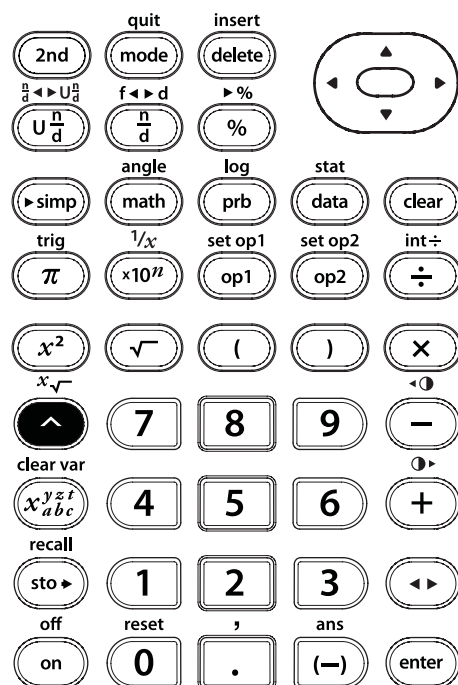 quit insert
2nd mode delete
n/d ◄► U n/d f ◄► d ► %
U n/d n/d %
angle log stat
►simp math prb data clear
trig 1/x set op1 set op2 int÷
π ×10ⁿ op1 op2 ÷
x² √ ( ) ×
ˣ√ ◄◑
^ 7 8 9 −
clear var ◑►
x y z t a b c 4 5 6 +
recall
sto► 1 2 3 ◄►
off reset , ans
on 0 . (−) enter